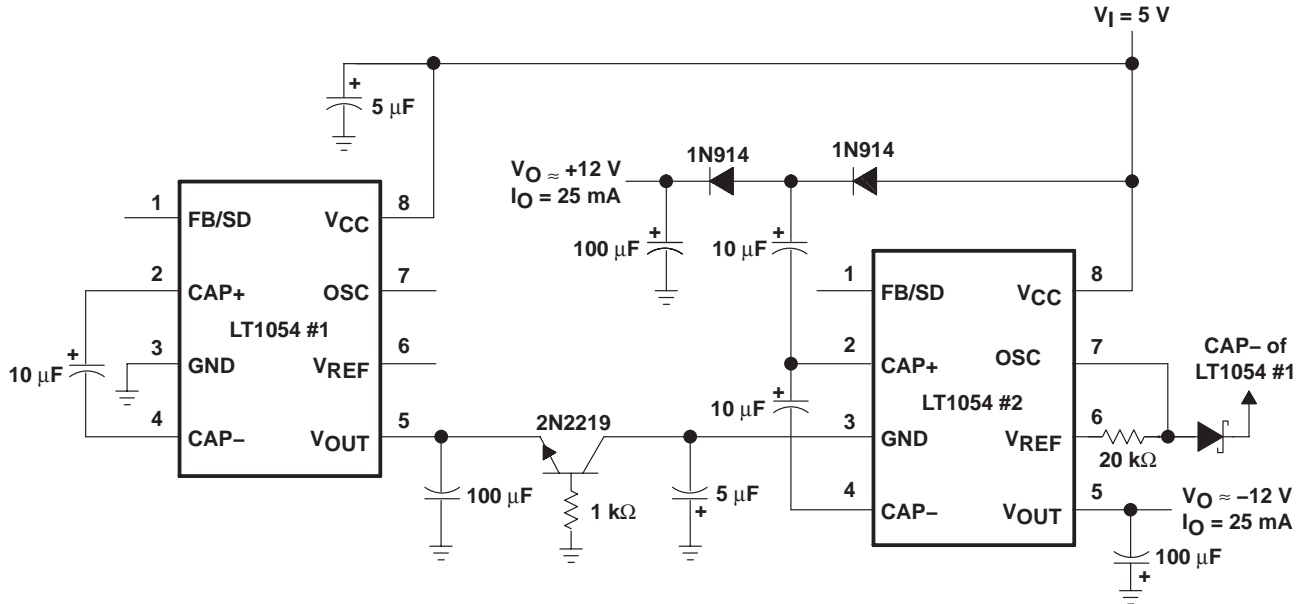 VI = 5 V
+
5 µF
1N914
1N914
VO ≈ +12 V
IO = 25 mA
+
100 µF
+
10 µF
1
FB/SD
VCC
8
2
CAP+
OSC
7
LT1054 #1
3
GND
VREF
6
4
CAP−
VOUT
5
+
10 µF
+
100 µF
2N2219
1 kΩ
5 µF
+
+
10 µF
1
FB/SD
VCC
8
2
CAP+
OSC
7
LT1054 #2
3
GND
VREF
6
4
CAP−
VOUT
5
CAP− of
LT1054 #1
20 kΩ
VO ≈ −12 V
IO = 25 mA
100 µF
+